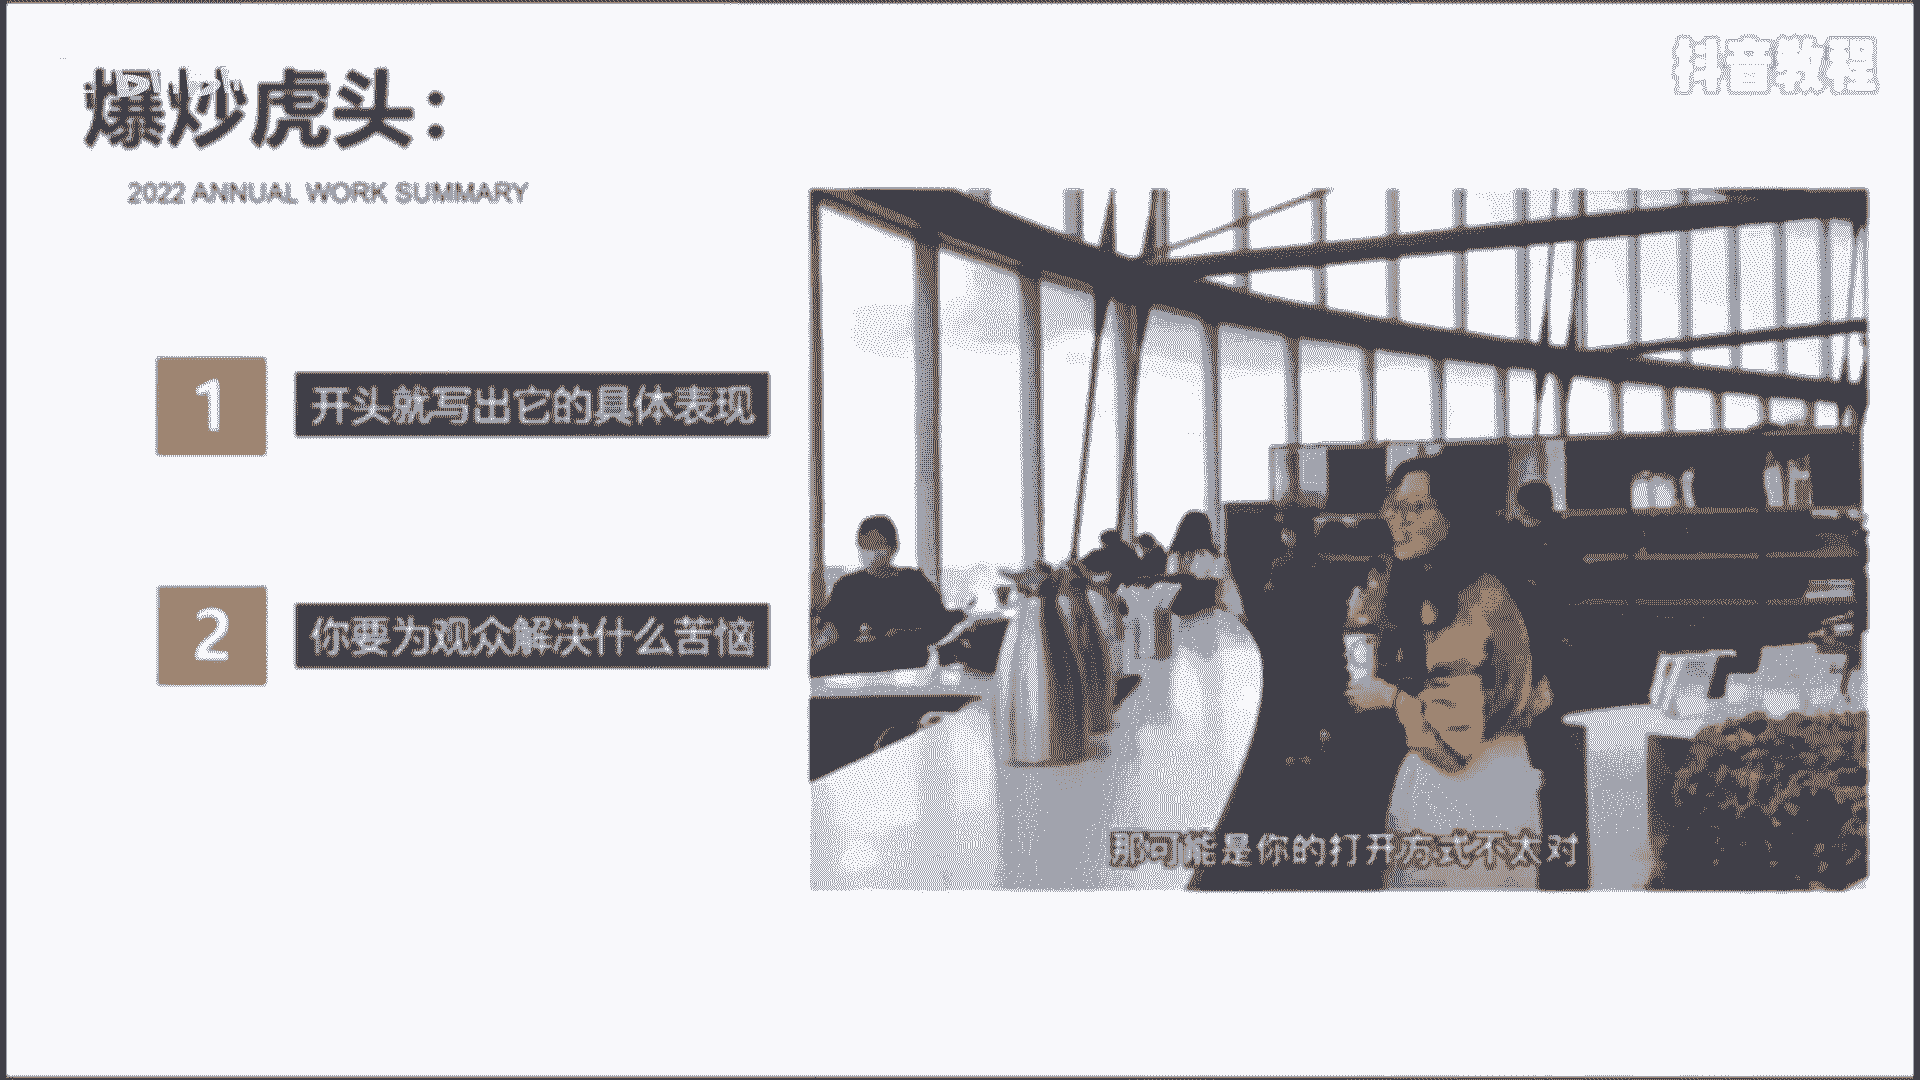 抖音教程
爆炒虎头：
2022 ANNUAL WORK SUMMARY
1
开头就写出它的具体表现
2
你要为观众解决什么苦恼
那可能是你的打开方式不太对